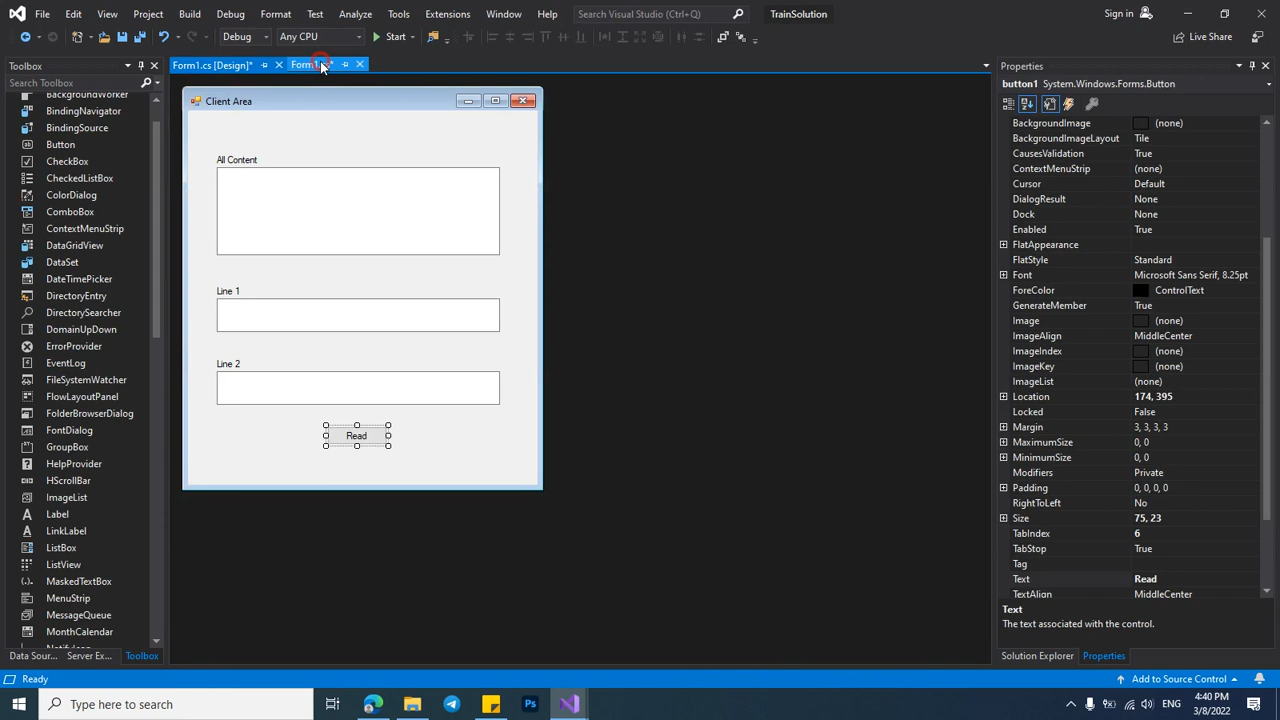 File Edit View Project Build Debug Format Test Analyze Tools Extensions Window Help Search Visual Studio (Ctrl+Q) TrainSolution Sign in
Debug Any CPU Start Live Share
Toolbox
Form1.cs [Design]*
Properties
Search Toolbox
button1 System.Windows.Forms.Button
BindingNavigator
BindingSource
Button
CheckBox
CheckedListBox
ColorDialog
ComboBox
ContextMenuStrip
DataGridView
DataSet
DateTimePicker
DirectoryEntry
DirectorySearcher
DomainUpDown
ErrorProvider
EventLog
FileSystemWatcher
FlowLayoutPanel
FolderBrowserDialog
FontDialog
GroupBox
HelpProvider
HScrollBar
ImageList
Label
LinkLabel
ListBox
ListView
MaskedTextBox
MenuStrip
MessageQueue
MonthCalendar
Data Sour... Server Ex... Toolbox
Client Area
All Content
Line 1
Line 2
Read
BackgroundImage (none)
BackgroundImageLayout Tile
CausesValidation True
ContextMenuStrip (none)
Cursor Default
DialogResult None
Dock None
Enabled True
FlatAppearance
FlatStyle Standard
Font Microsoft Sans Serif, 8.25pt
ForeColor ControlText
GenerateMember True
Image (none)
ImageAlign MiddleCenter
ImageIndex (none)
ImageKey (none)
ImageList (none)
Location 174, 395
Locked False
Margin 3, 3, 3, 3
MaximumSize 0, 0
MinimumSize 0, 0
Modifiers Private
Padding 0, 0, 0, 0
RightToLeft No
Size 75, 23
TabIndex 6
TabStop True
Tag
Text Read
TextAlign MiddleCenter
Text
The text associated with the control.
Solution Explorer Properties
Ready
Add to Source Control
Type here to search
Ps
ENG
4:40 PM
3/8/2022